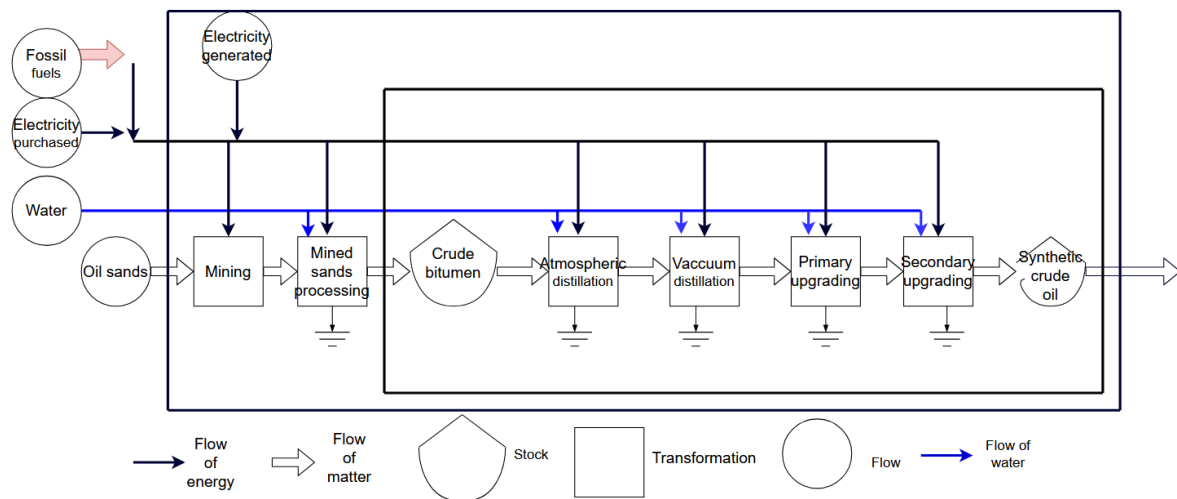 Electricity
generated
Fossil
fuels
Electricity
purchased
Water
Oil sands
Mining
Mined
sands
processing
Crude
bitumen
Atmospheric
distillation
Vaccuum
distillation
Primary
upgrading
Secondary
upgrading
Synthetic
crude
oil
Flow
of
energy
Flow
of
matter
Stock
Transformation
Flow
Flow of
water